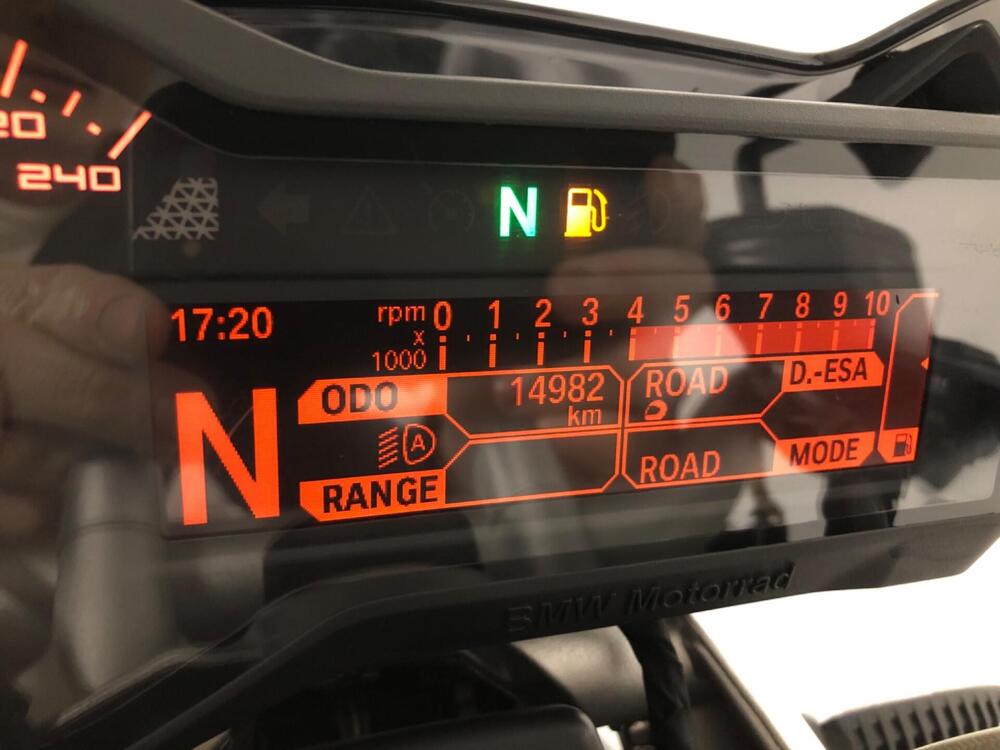 20
240
N
17:20
rpm
x
1000
0 1 2 3 4 5 6 7 8 9 10
N
ODO
14982
km
ROAD
D.-ESA
A
RANGE
ROAD
MODE
BMW Motorrad